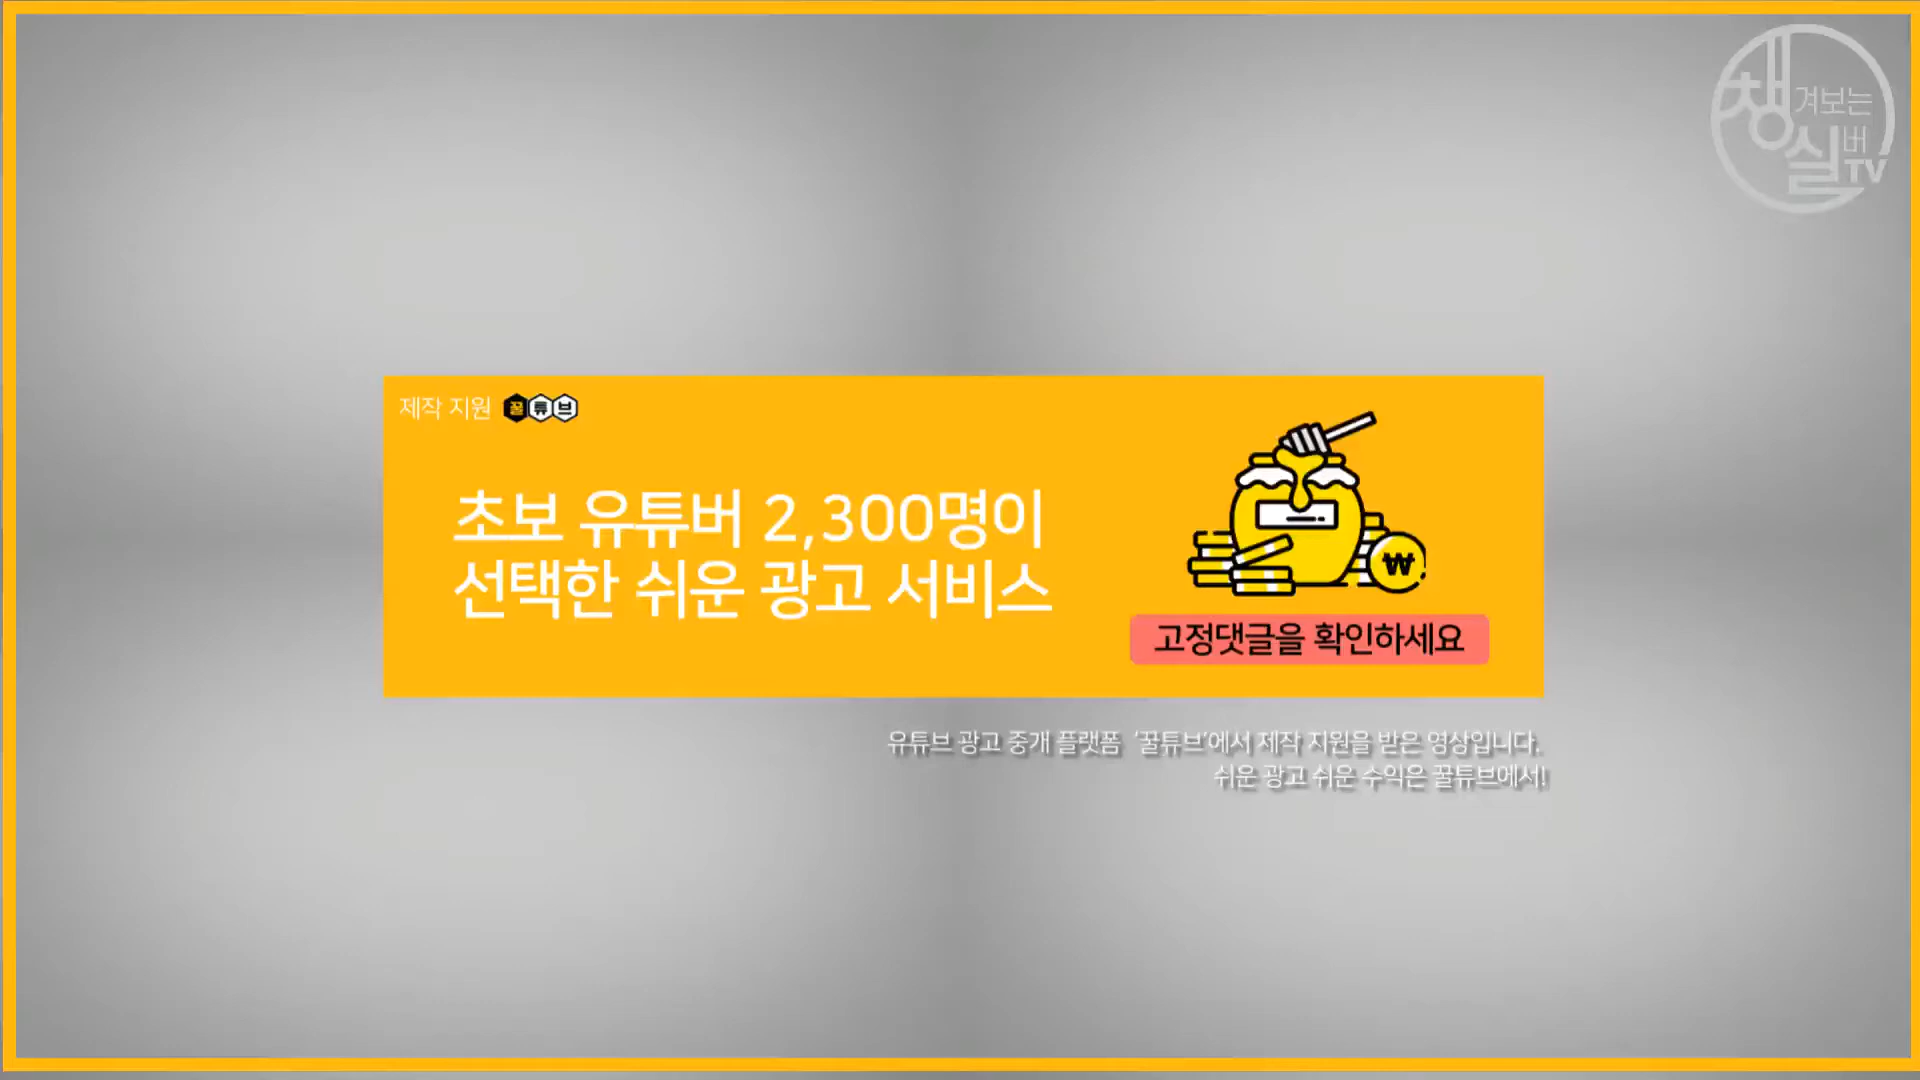 챙겨보는
실버TV
제작 지원 꿀튜브
초보 유튜버 2,300명이
선택한 쉬운 광고 서비스
₩
고정댓글을 확인하세요
유튜브 광고 중개 플랫폼 '꿀튜브'에서 제작 지원을 받은 영상입니다.
쉬운 광고 쉬운 수익은 꿀튜브에서!